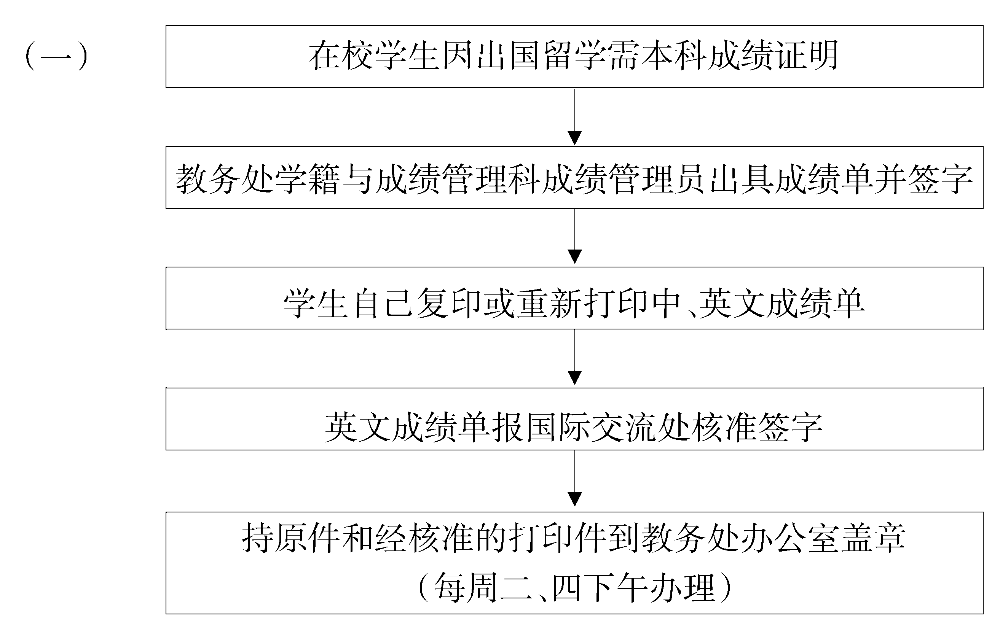 （一）
在校学生因出国留学需本科成绩证明
教务处学籍与成绩管理科成绩管理员出具成绩单并签字
学生自己复印或重新打印中、英文成绩单
英文成绩单报国际交流处核准签字
持原件和经核准的打印件到教务处办公室盖章
（每周二、四下午办理）